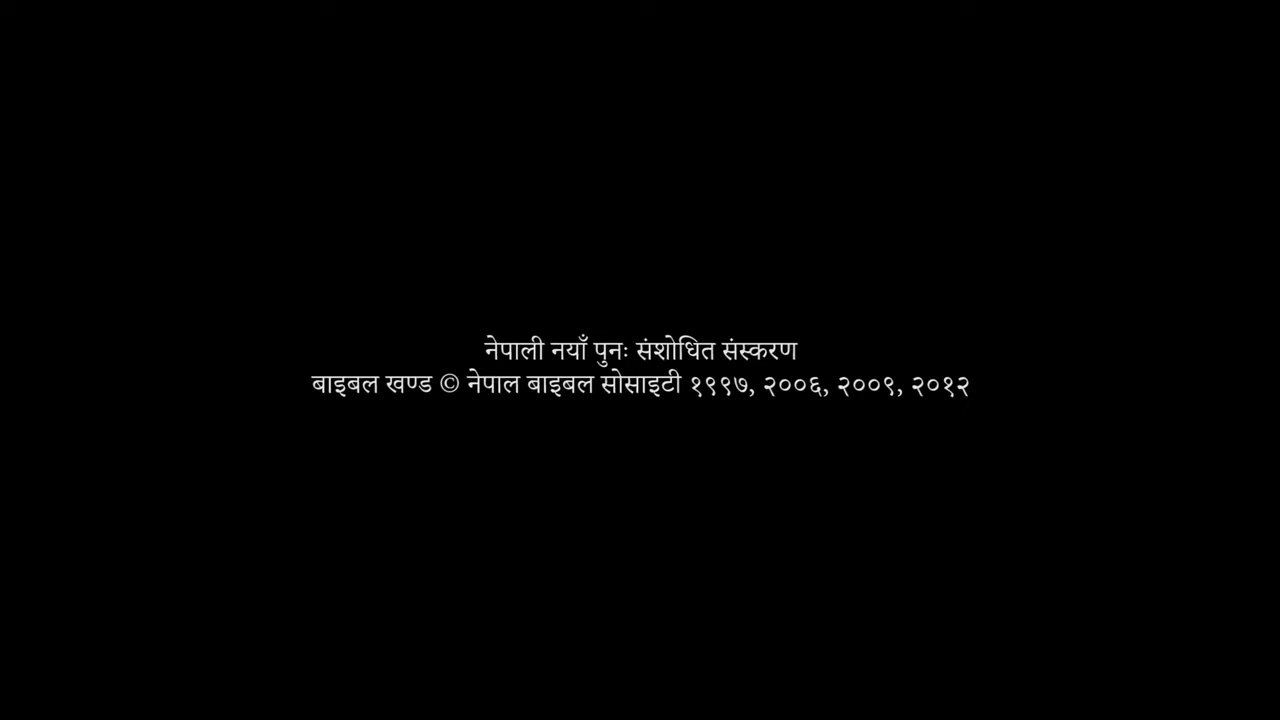 नेपाली नयाँ पुनः संशोधित संस्करण
बाइबल खण्ड © नेपाल बाइबल सोसाइटी १९९७, २००६, २००९, २०१२